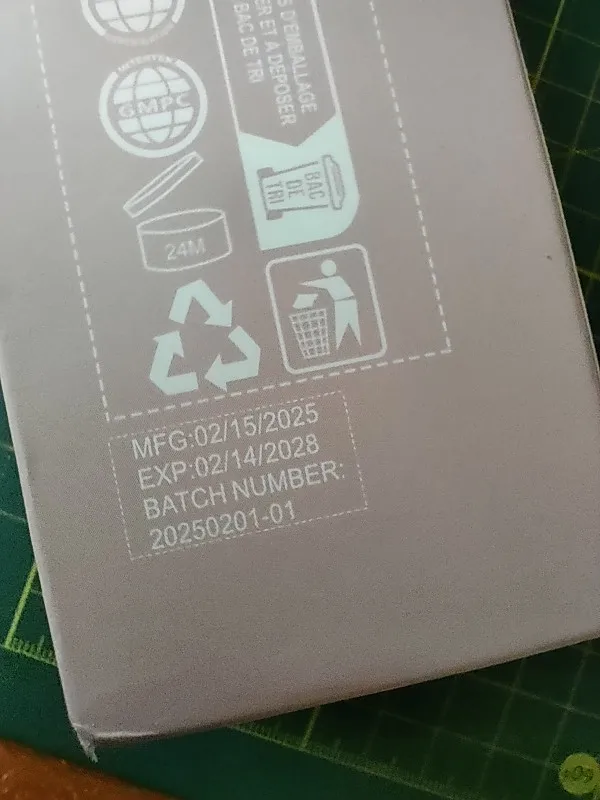 S D'EMBALLAGE
ER ET A DEPOSER
BAC DE TRI
INTERTEK
GMPC
BAC
DE
TRI
24M
MFG:02/15/2025
EXP:02/14/2028
BATCH NUMBER:
20250201-01